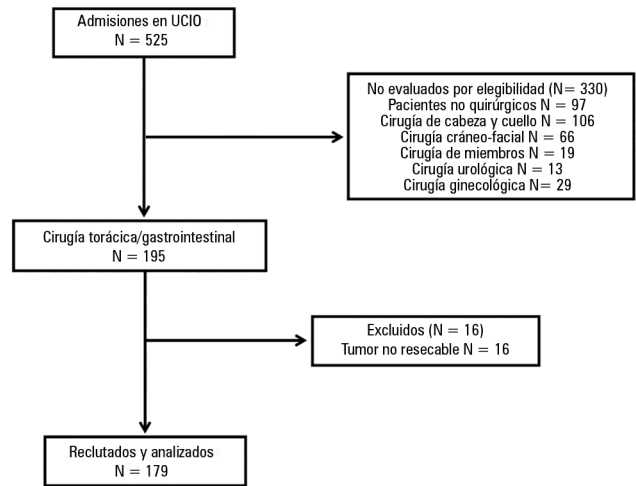 Admisiones en UCIO
N = 525
No evaluados por elegibilidad (N= 330)
Pacientes no quirúrgicos N = 97
Cirugía de cabeza y cuello N = 106
Cirugía cráneo-facial N = 66
Cirugía de miembros N = 19
Cirugía urológica N = 13
Cirugía ginecológica N= 29
Cirugía torácica/gastrointestinal
N = 195
Excluidos (N = 16)
Tumor no resecable N = 16
Reclutados y analizados
N = 179